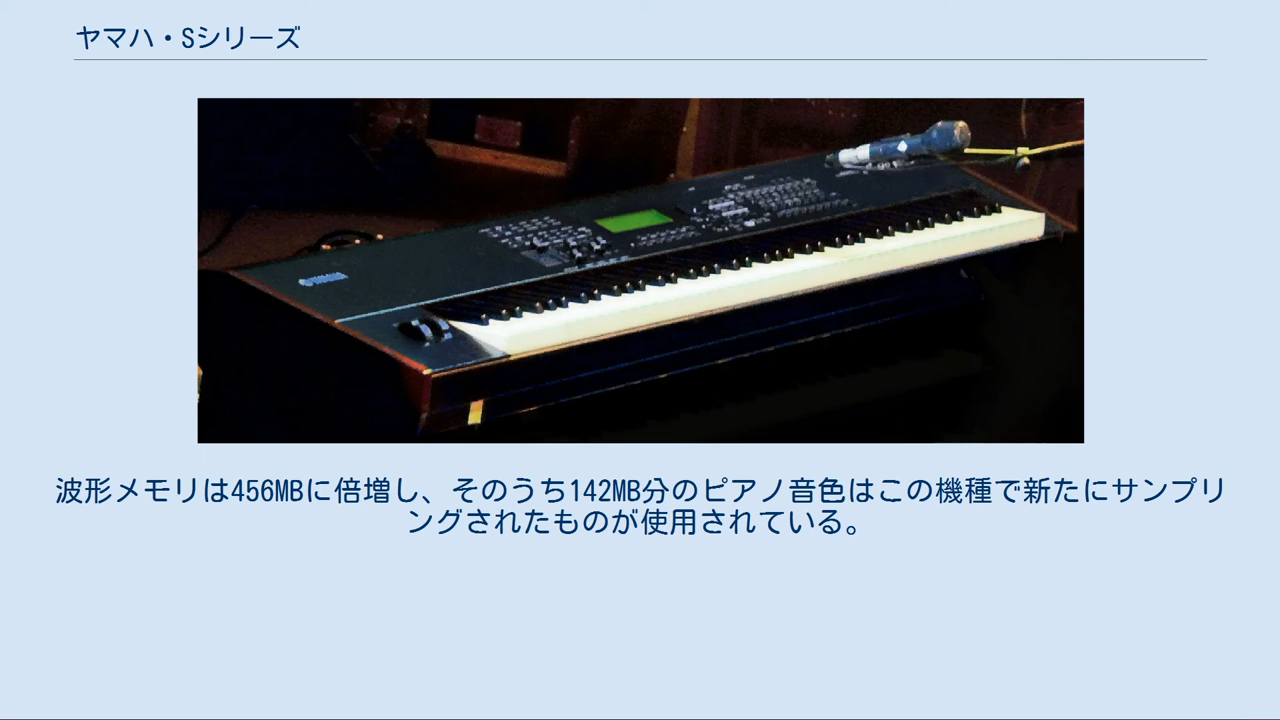 ヤマハ・Sシリーズ
波形メモリは456MBに倍増し、そのうち142MB分のピアノ音色はこの機種で新たにサンプリ
ングされたものが使用されている。